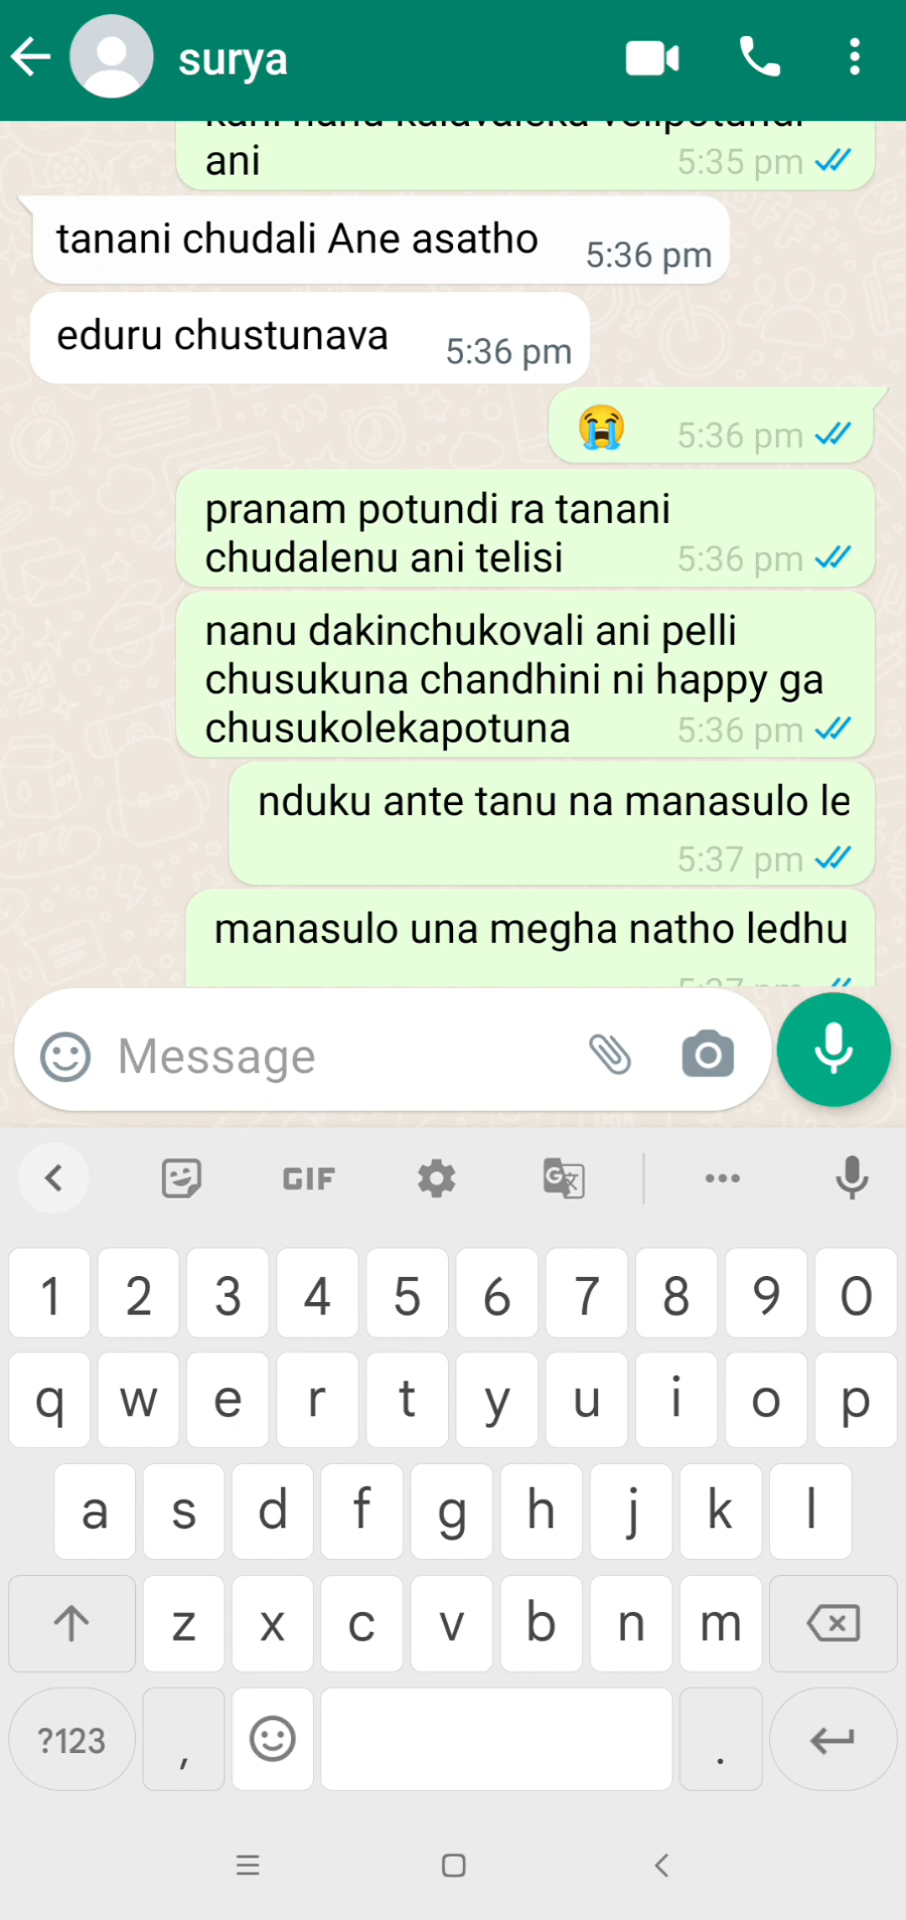 surya
ani
5:35 pm
tanani chudali Ane asatho
5:36 pm
eduru chustunava
5:36 pm
😭
5:36 pm
pranam potundi ra tanani
chudalenu ani telisi
5:36 pm
nanu dakinchukovali ani pelli
chusukuna chandhini ni happy ga
chusukolekapotuna
5:36 pm
nduku ante tanu na manasulo le
5:37 pm
manasulo una megha natho ledhu
Message
GIF
1 2 3 4 5 6 7 8 9 0
q w e r t y u i o p
a s d f g h j k l
z x c v b n m
?123 , .